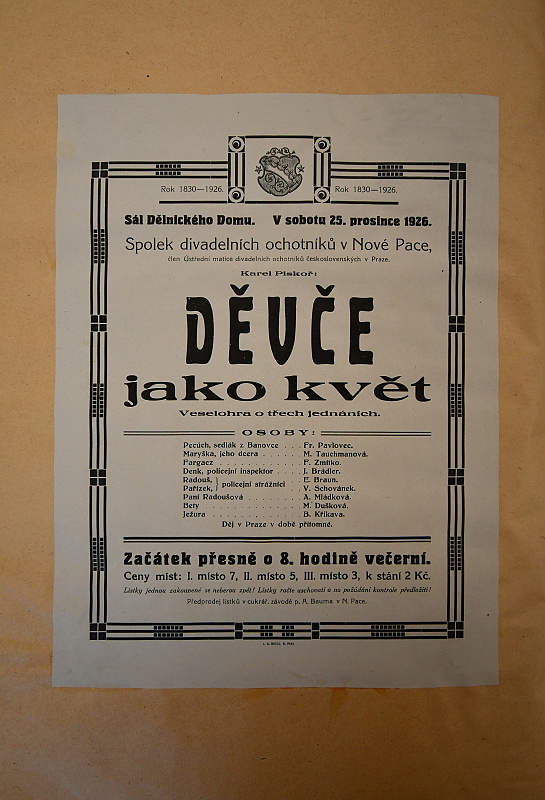 Rok 1830—1926. Rok 1830—1926.
Sál Dělnického Domu. V sobotu 25. prosince 1926.
Spolek divadelních ochotníků v Nové Pace,
člen Ústřední matice divadelních ochotníků československých v Praze.
Karel Piskoř:
DĚVČE
jako květ
Veselohra o třech jednáních.
OSOBY:
Pecúch, sedlák z Banovce . . . Fr. Pavlovec.
Maryška, jeho dcera . . . . . . M. Tauchmanová.
Fargacz . . . . . . . . . . . . F. Zmitko.
Denk, policejní inspektor . . . . J. Brádler.
Radouš, } policejní strážníci . . E. Braun.
Pařízek, V. Schovánek.
Paní Radoušová . . . . . . . . A. Mládková.
Bety . . . . . . . . . . . . . M. Dušková.
Ježura . . . . . . . . . . . . B. Křikava.
Děj v Praze v době přítomné.
Začátek přesně o 8. hodině večerní.
Ceny míst: I. místo 7, II. místo 5, III. místo 3, k stání 2 Kč.
Lístky jednou zakoupené se neberou zpět! Lístky račte uschovati a na požádání kontrole předložiti!
Předprodej lístků v cukrář. závodě p. A. Bauma v N. Pace.